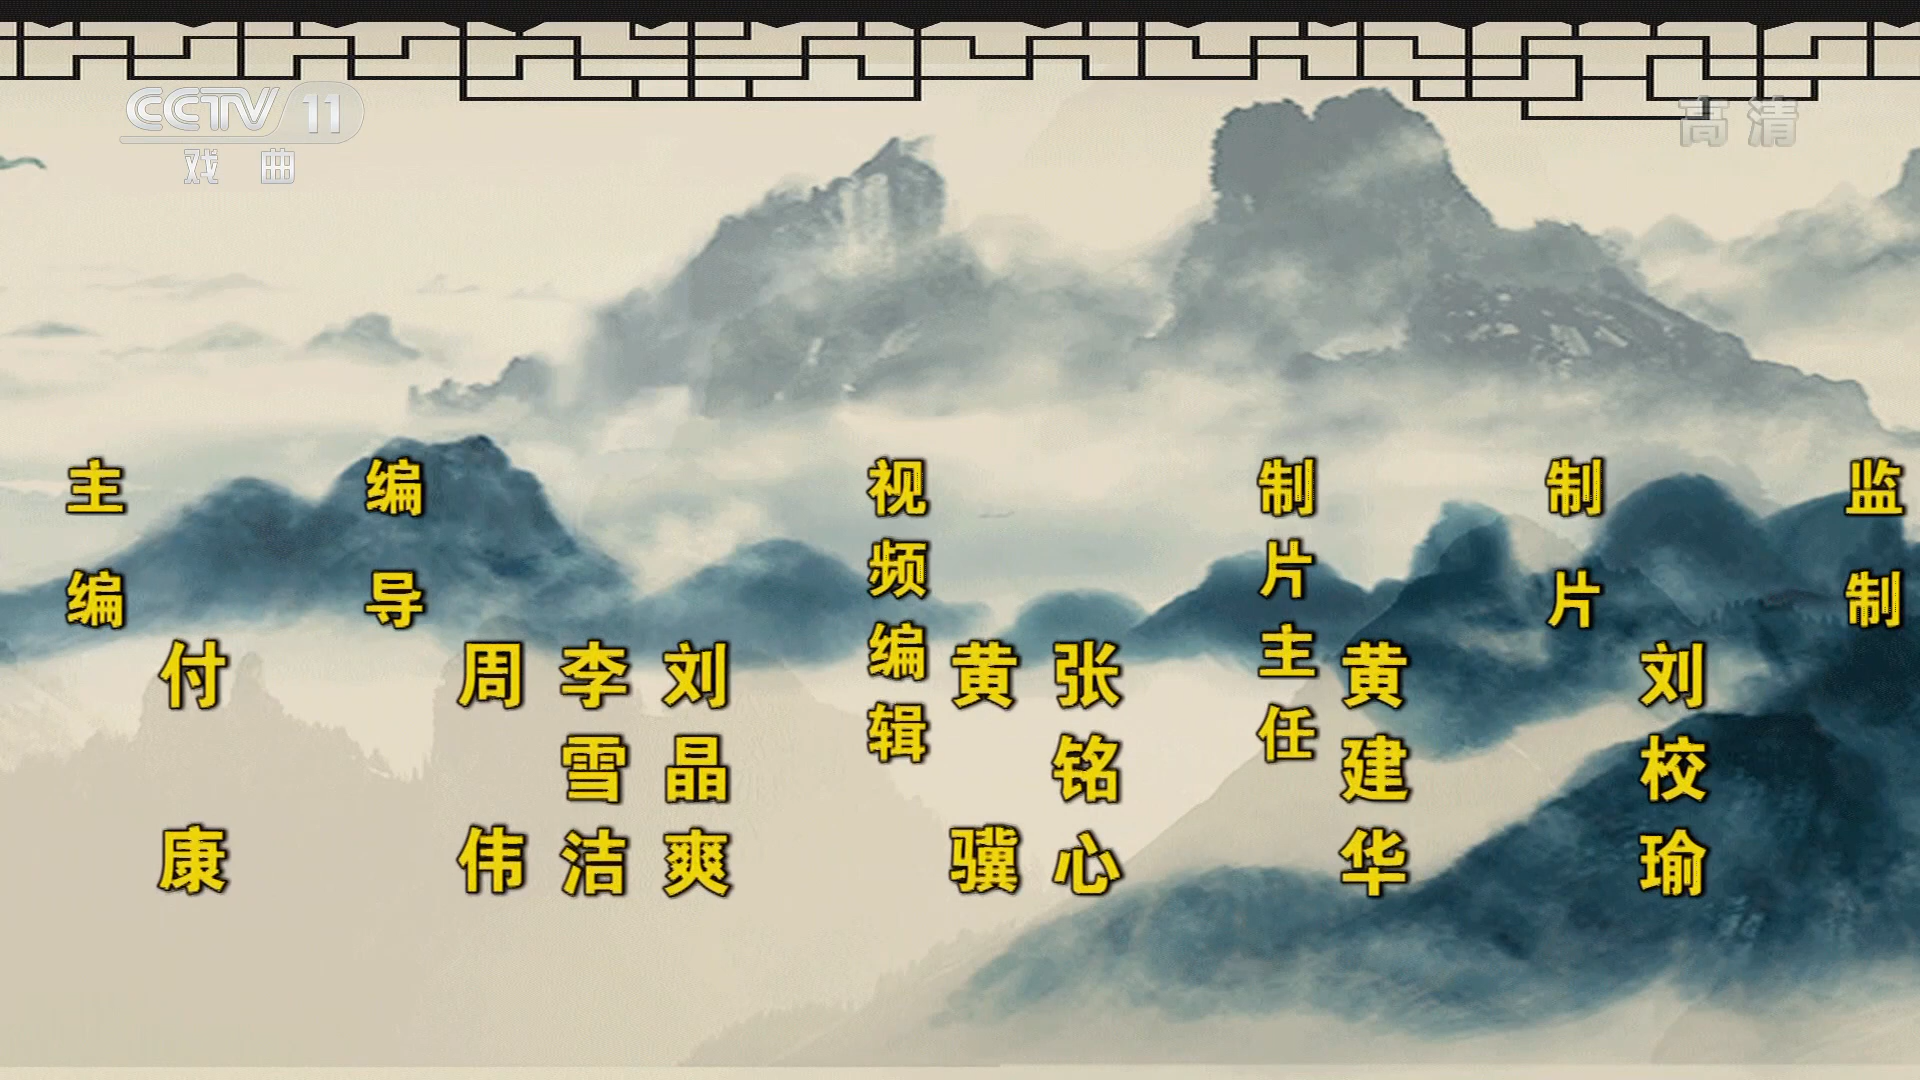 CCTV 11
戏曲
高清
主编
付康
编导
周伟
李雪洁
刘晶爽
视频编辑
黄骥
张铭心
制片主任
黄建华
制片
刘校瑜
监制